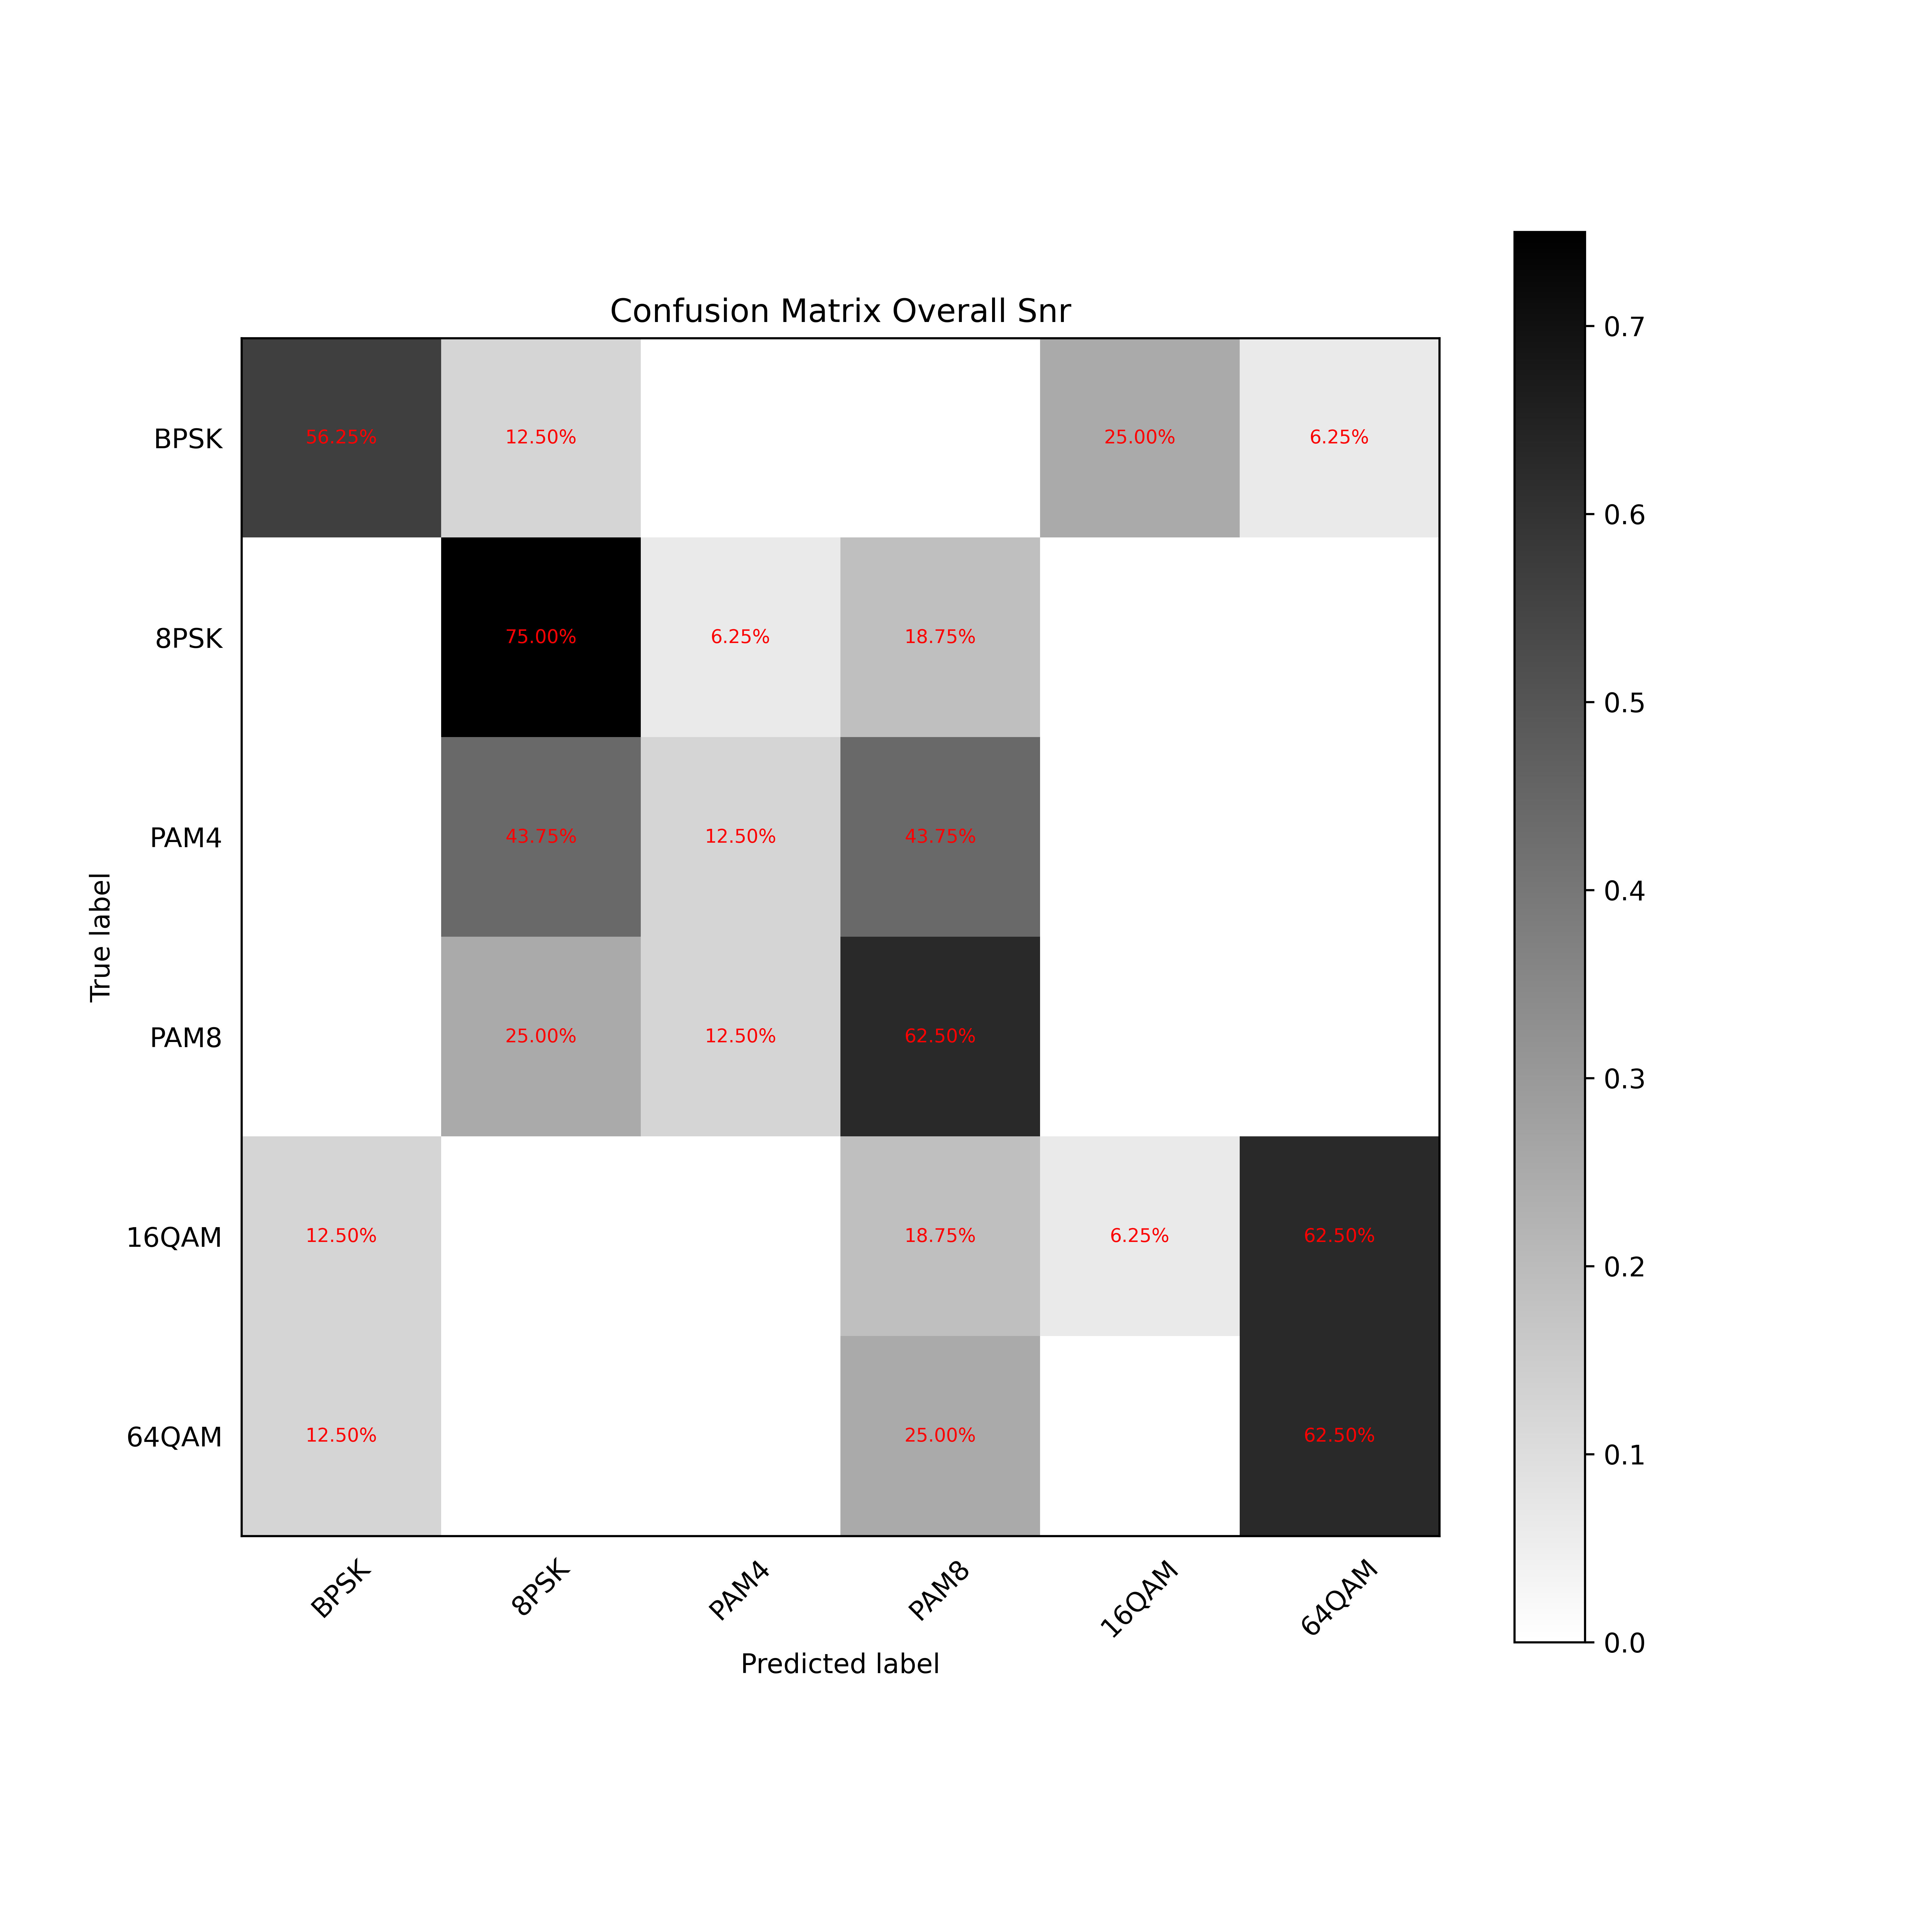 Confusion Matrix Overall Snr
True label
BPSK 56.25% 12.50% 25.00% 6.25%
8PSK 75.00% 6.25% 18.75%
PAM4 43.75% 12.50% 43.75%
PAM8 25.00% 12.50% 62.50%
16QAM 12.50% 18.75% 6.25% 62.50%
64QAM 12.50% 25.00% 62.50%
BPSK 8PSK PAM4 PAM8 16QAM 64QAM
Predicted label
0.7
0.6
0.5
0.4
0.3
0.2
0.1
0.0